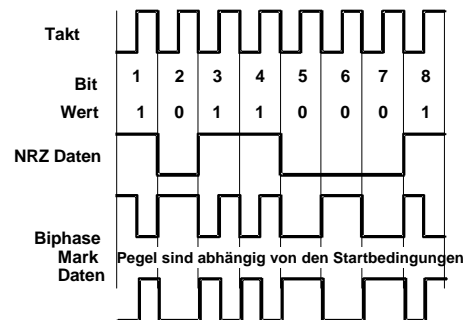 Takt
Bit 1 2 3 4 5 6 7 8
Wert 1 0 1 1 0 0 0 1
NRZ Daten
Biphase
Mark Pegel sind abhängig von den Startbedingungen
Daten